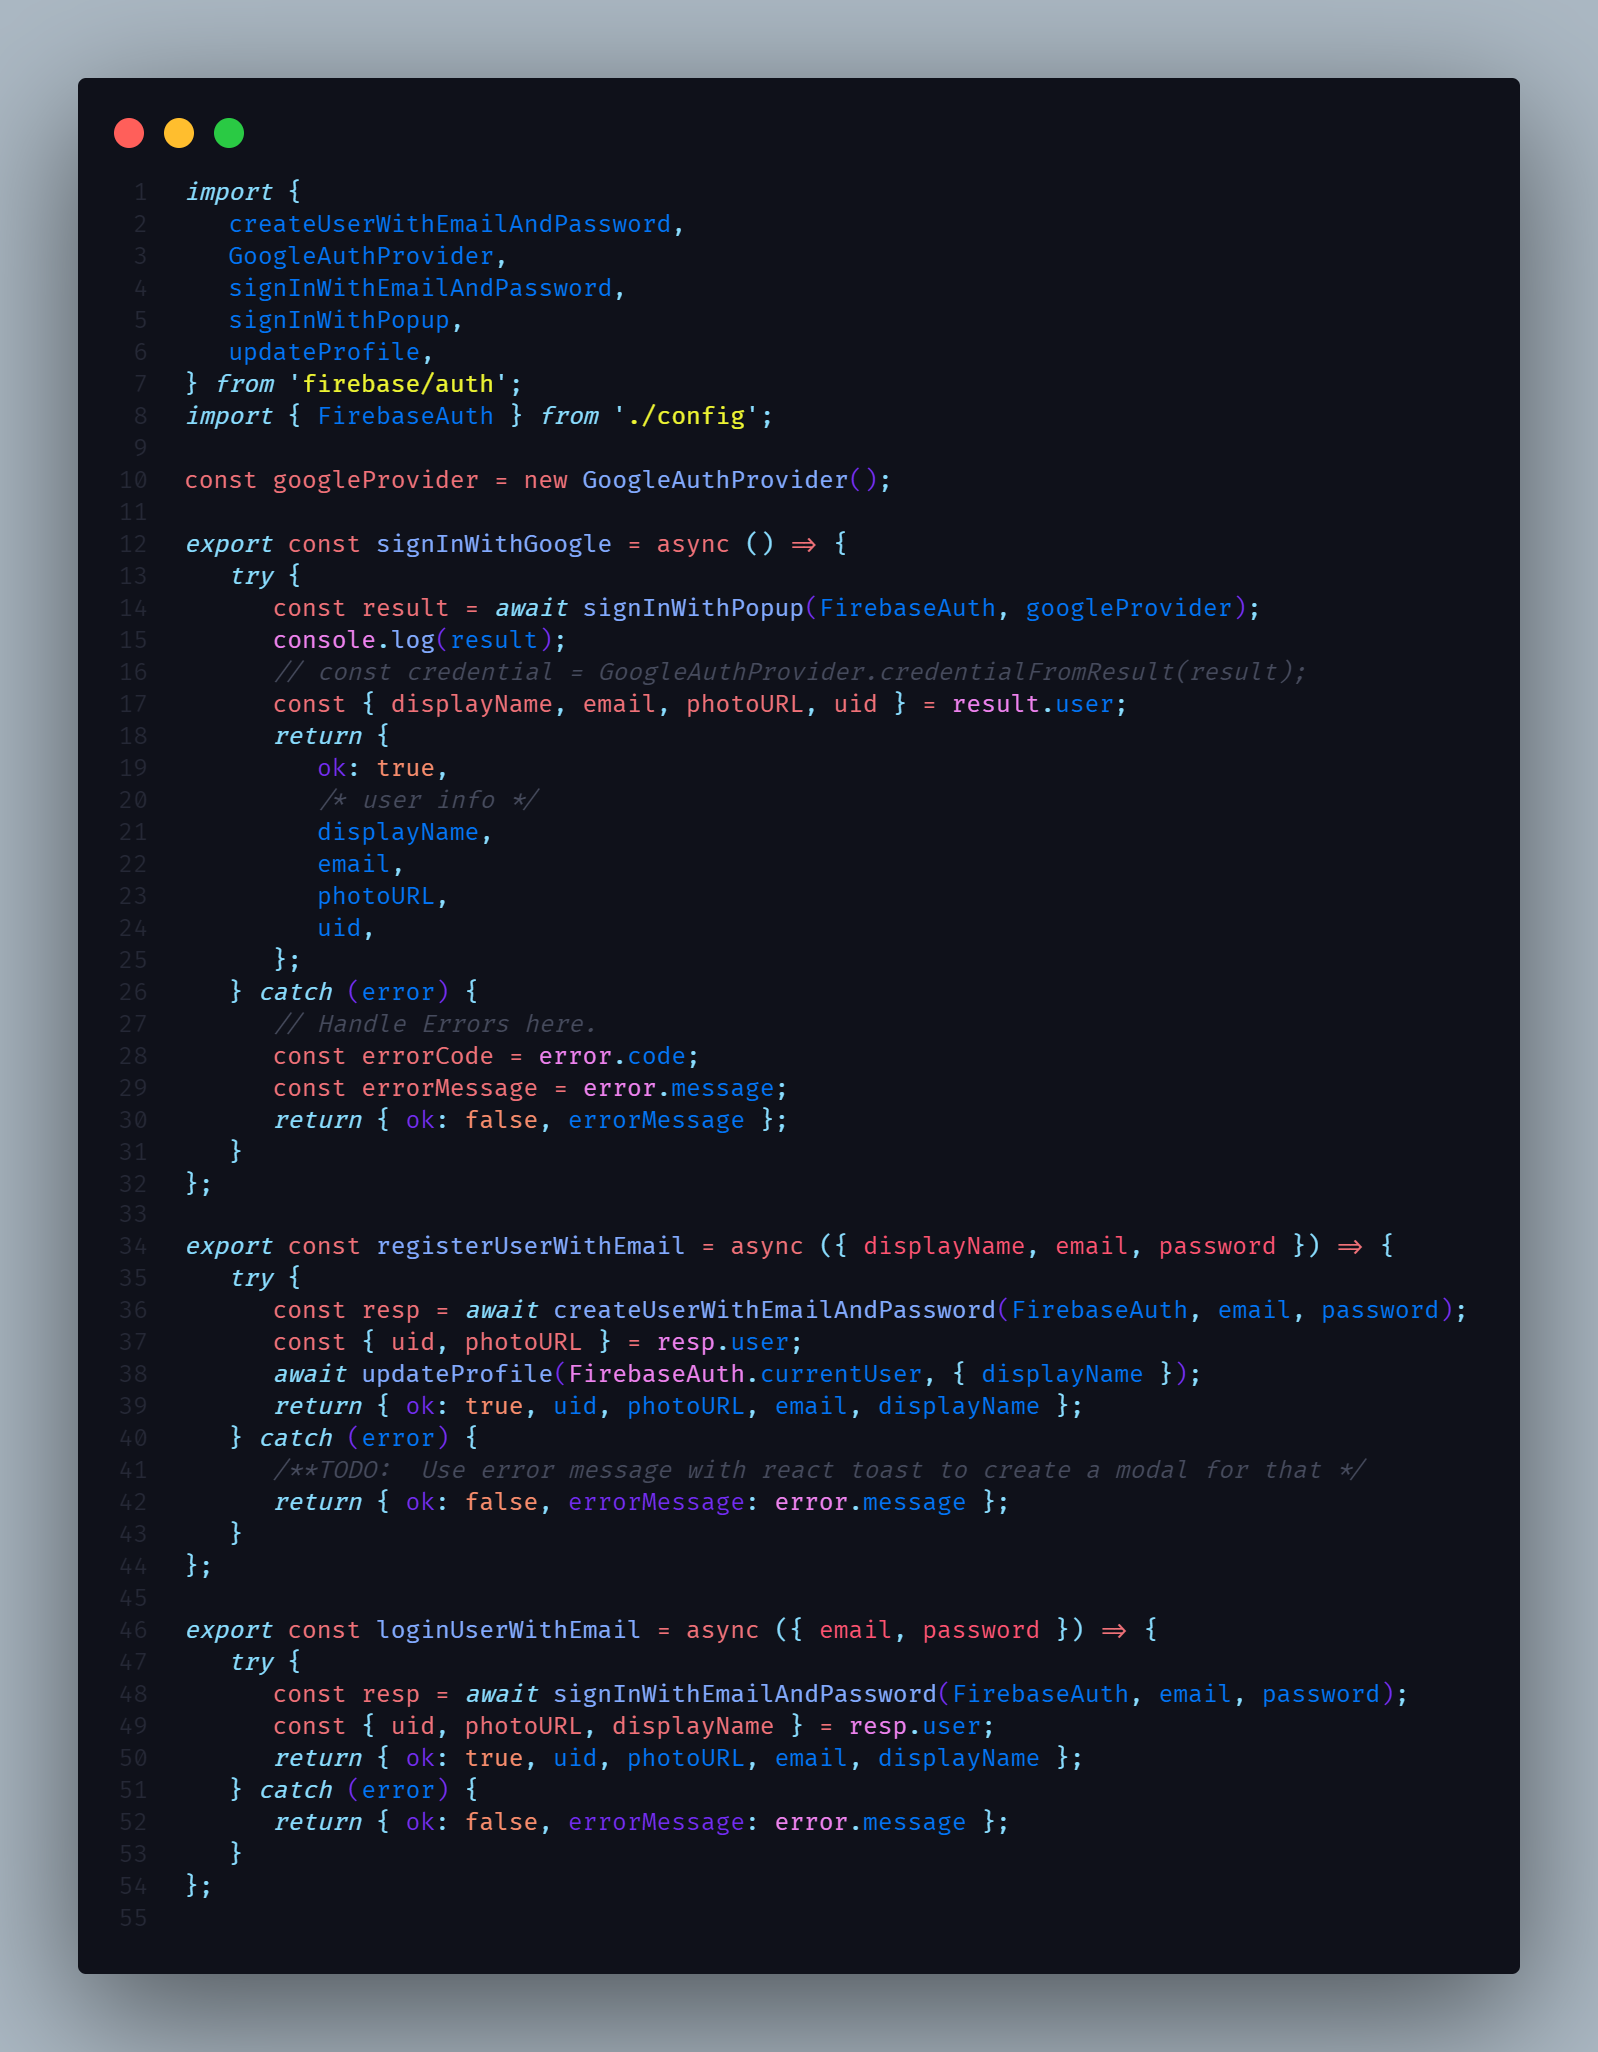 1 import {
2    createUserWithEmailAndPassword,
3    GoogleAuthProvider,
4    signInWithEmailAndPassword,
5    signInWithPopup,
6    updateProfile,
7 } from 'firebase/auth';
8 import { FirebaseAuth } from './config';
9
10 const googleProvider = new GoogleAuthProvider();
11
12 export const signInWithGoogle = async () => {
13    try {
14       const result = await signInWithPopup(FirebaseAuth, googleProvider);
15       console.log(result);
16       // const credential = GoogleAuthProvider.credentialFromResult(result);
17       const { displayName, email, photoURL, uid } = result.user;
18       return {
19          ok: true,
20          /* user info */
21          displayName,
22          email,
23          photoURL,
24          uid,
25       };
26    } catch (error) {
27       // Handle Errors here.
28       const errorCode = error.code;
29       const errorMessage = error.message;
30       return { ok: false, errorMessage };
31    }
32 };
33
34 export const registerUserWithEmail = async ({ displayName, email, password }) => {
35    try {
36       const resp = await createUserWithEmailAndPassword(FirebaseAuth, email, password);
37       const { uid, photoURL } = resp.user;
38       await updateProfile(FirebaseAuth.currentUser, { displayName });
39       return { ok: true, uid, photoURL, email, displayName };
40    } catch (error) {
41       /**TODO:  Use error message with react toast to create a modal for that */
42       return { ok: false, errorMessage: error.message };
43    }
44 };
45
46 export const loginUserWithEmail = async ({ email, password }) => {
47    try {
48       const resp = await signInWithEmailAndPassword(FirebaseAuth, email, password);
49       const { uid, photoURL, displayName } = resp.user;
50       return { ok: true, uid, photoURL, email, displayName };
51    } catch (error) {
52       return { ok: false, errorMessage: error.message };
53    }
54 };
55